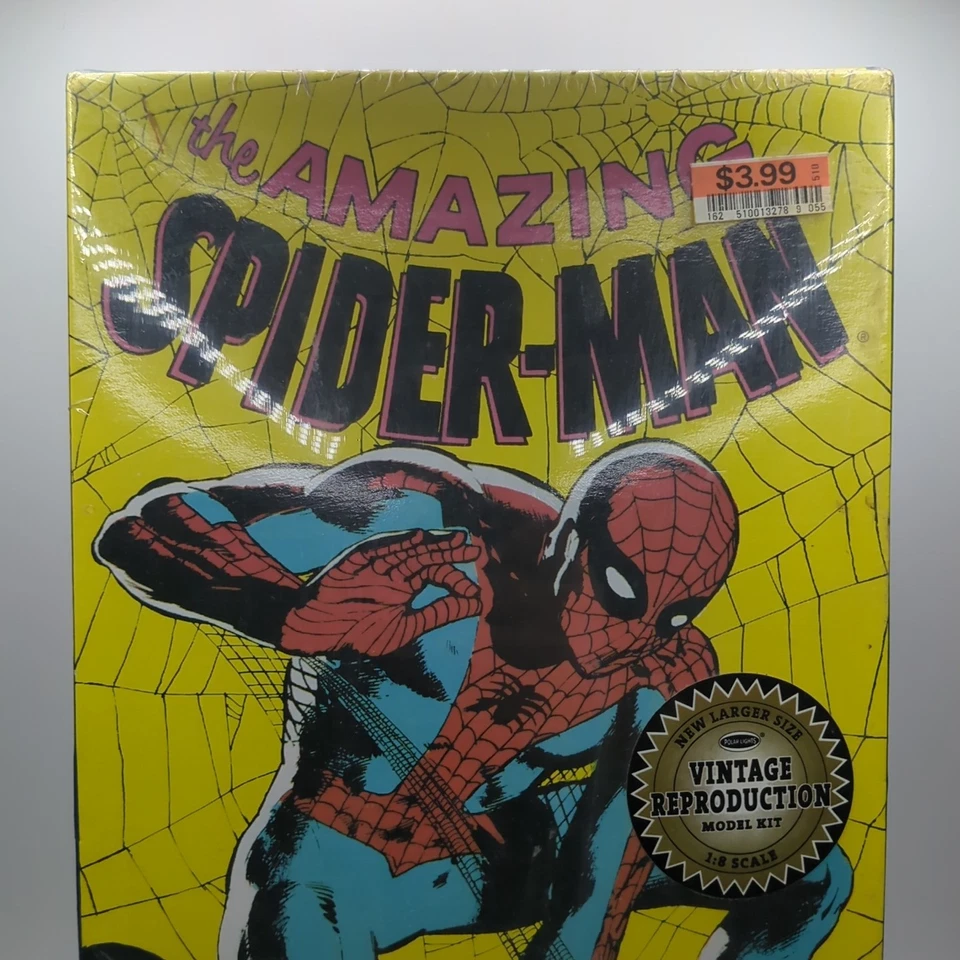 the AMAZING
$3.99
510
162 510013278 9 055
SPIDER-MAN
®
NEW LARGER SIZE
POLAR LIGHTS®
VINTAGE
REPRODUCTION
MODEL KIT
1:8 SCALE